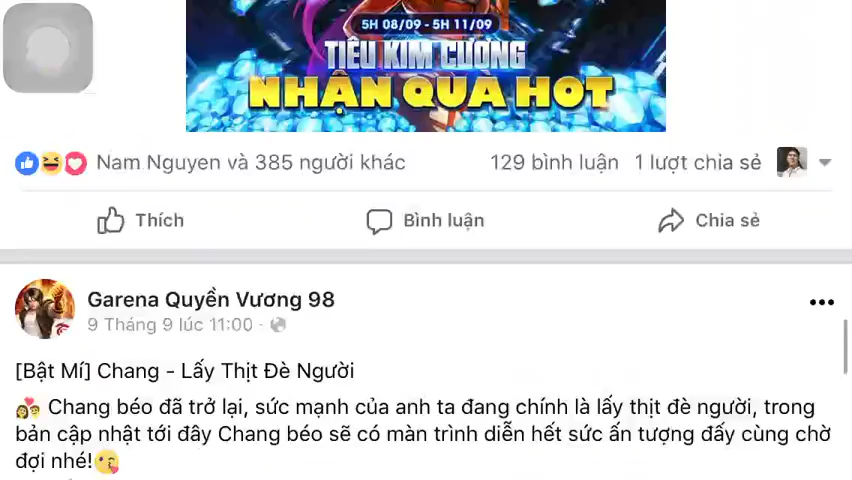 5H 08/09 - 5H 11/09
TIÊU KIM CƯƠNG
NHẬN QUÀ HOT
Nam Nguyen và 385 người khác 129 bình luận 1 lượt chia sẻ
Thích Bình luận Chia sẻ
Garena Quyền Vương 98
9 Tháng 9 lúc 11:00 ·
[Bật Mí] Chang - Lấy Thịt Đè Người
Chang béo đã trở lại, sức mạnh của anh ta đang chính là lấy thịt đè người, trong
bản cập nhật tới đây Chang béo sẽ có màn trình diễn hết sức ấn tượng đấy cùng chờ
đợi nhé!😘